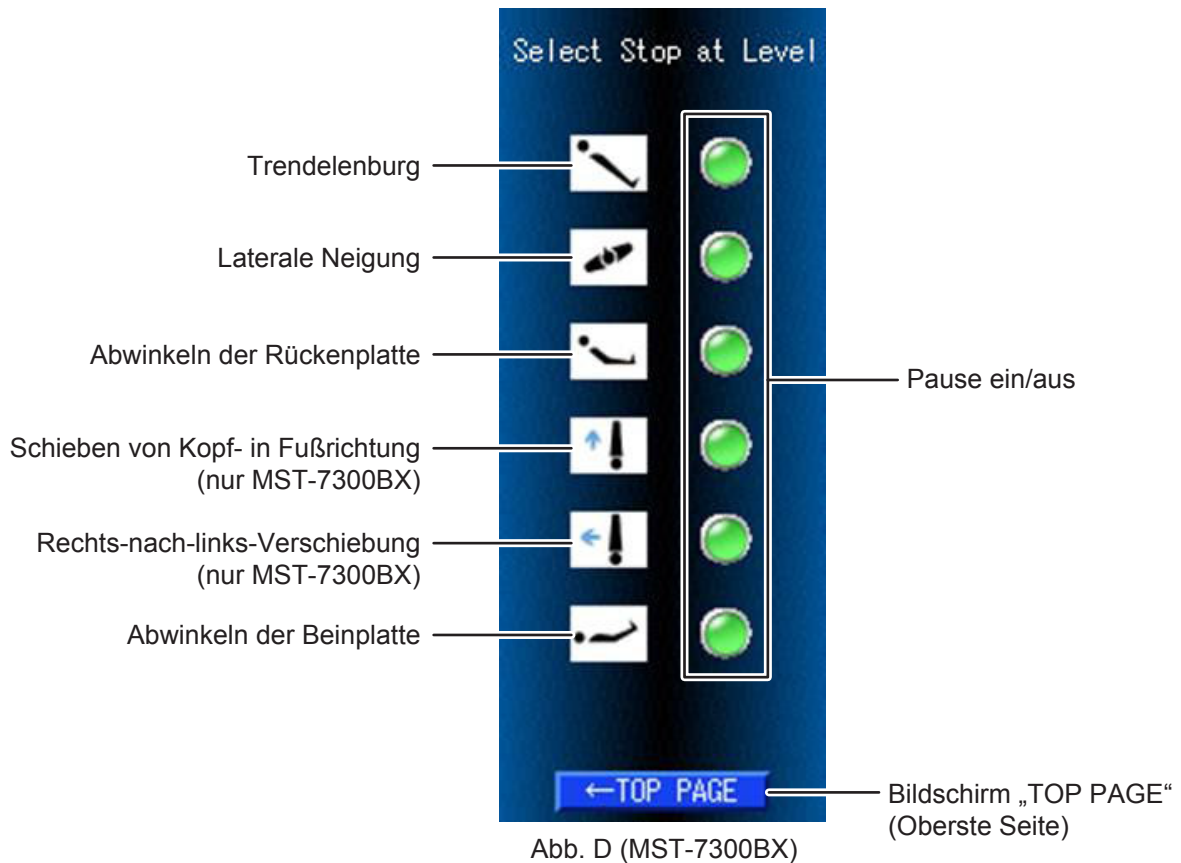 Select Stop at Level
Trendelenburg
Laterale Neigung
Abwinkeln der Rückenplatte
Pause ein/aus
Schieben von Kopf- in Fußrichtung
(nur MST-7300BX)
Rechts-nach-links-Verschiebung
(nur MST-7300BX)
Abwinkeln der Beinplatte
←TOP PAGE
Bildschirm „TOP PAGE“
(Oberste Seite)
Abb. D (MST-7300BX)